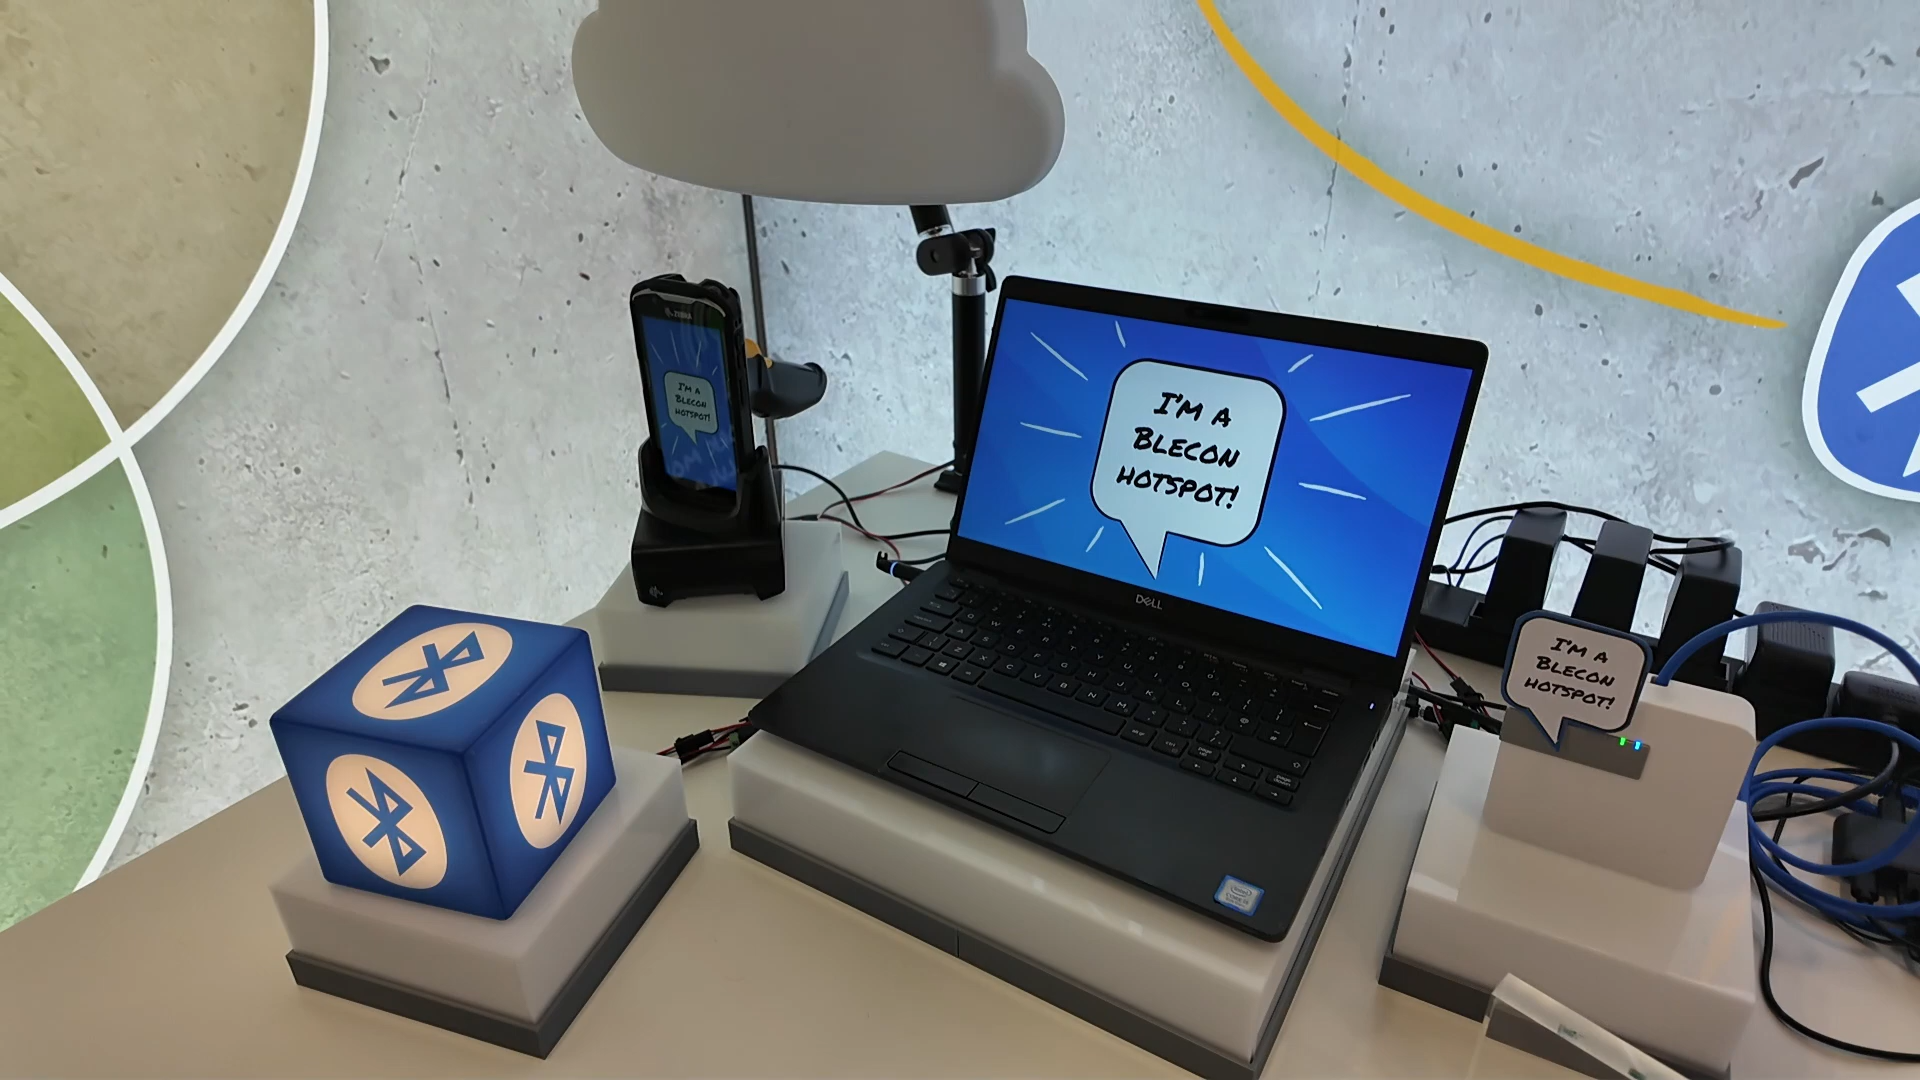 ZEBRA
I'M A
BLECON
HOTSPOT!
I'M A
BLECON
HOTSPOT!
DELL
I'M A
BLECON
HOTSPOT!